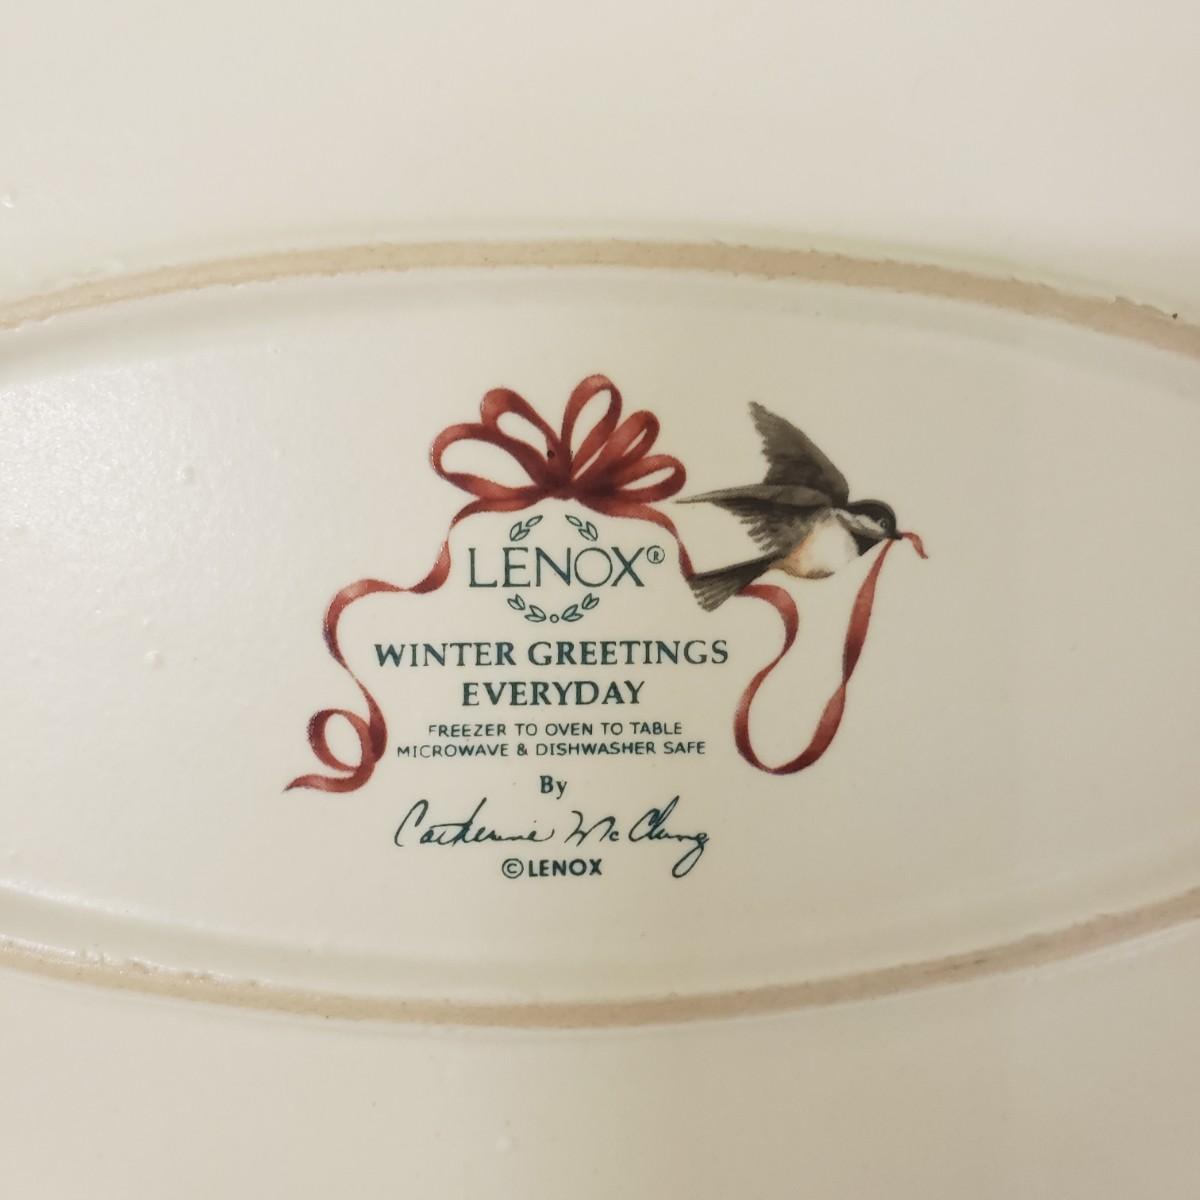 LENOX®
WINTER GREETINGS
EVERYDAY
FREEZER TO OVEN TO TABLE
MICROWAVE & DISHWASHER SAFE
By
Catherine McClung
©LENOX